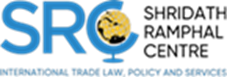 SRC
SHRIDATH
RAMPHAL
CENTRE
INTERNATIONAL TRADE LAW, POLICY AND SERVICES